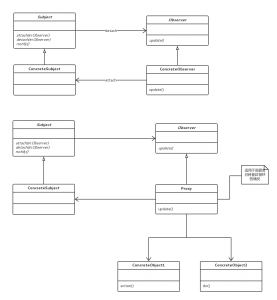 Subject
Observer
attach(in:Observer)
detach(in:Observer)
notify()
update()
ConcreteSubject
ConcreteObserver
update()
Subject
Observer
attach(in:Observer)
detach(in:Observer)
notify()
update()
ConcreteSubject
Proxy
update()
ConcreteObject1
ConcreteObject2
action()
do()